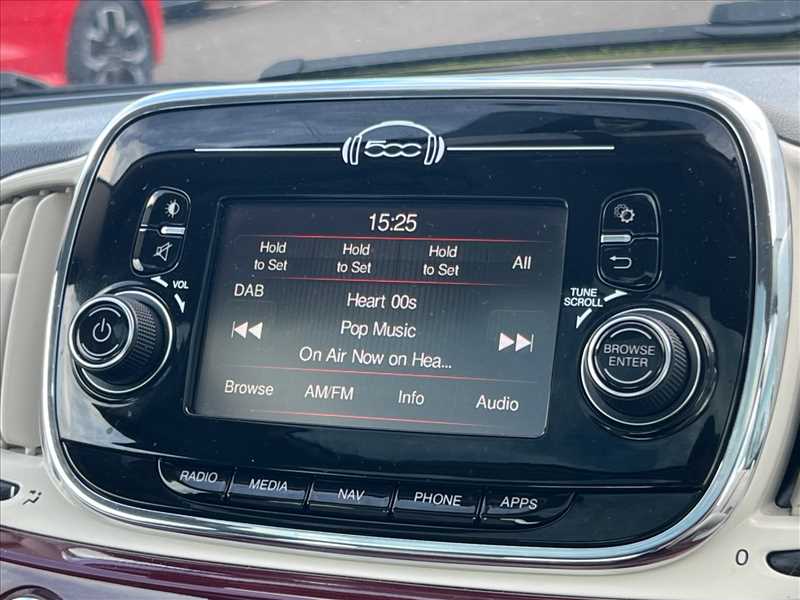 500
15:25
Hold to Set
Hold to Set
Hold to Set
All
DAB
Heart 00s
Pop Music
On Air Now on Hea...
Browse
AM/FM
Info
Audio
VOL
TUNE
SCROLL
BROWSE
ENTER
RADIO
MEDIA
NAV
PHONE
APPS
0